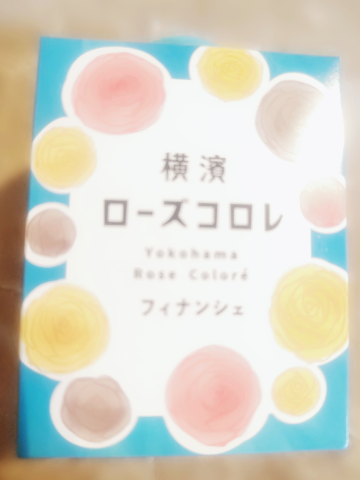 横濱
ローズコロレ
Yokohama
Rose Coloré
フィナンシェ